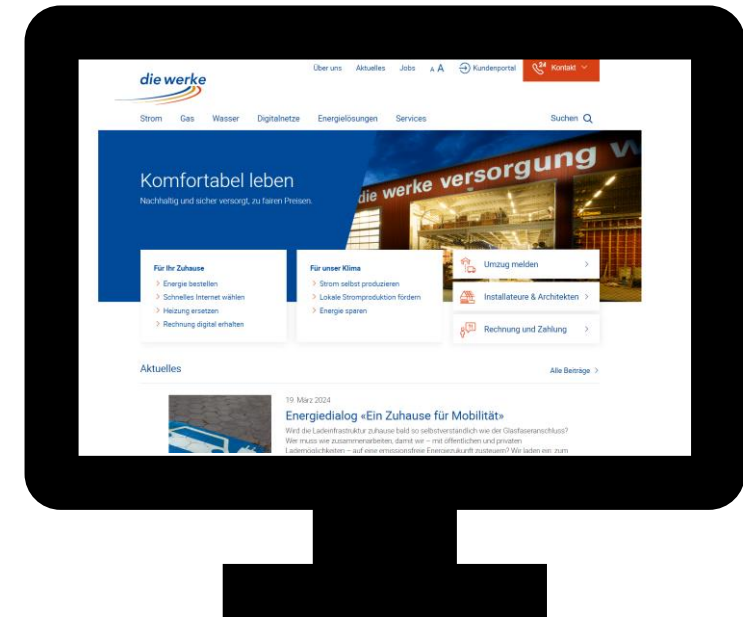 Über uns Aktuelles Jobs A A Kundenportal 24 Kontakt
die werke
Strom Gas Wasser Digitalnetze Energielösungen Services Suchen
Komfortabel leben
Nachhaltig und sicher versorgt, zu fairen Preisen.
die werke versorgung w
Für Ihr Zuhause
Energie bestellen
Schnelles Internet wählen
Heizung ersetzen
Rechnung digital erhalten
Für unser Klima
Strom selbst produzieren
Lokale Stromproduktion fördern
Energie sparen
Umzug melden
Installateure & Architekten
Rechnung und Zahlung
Aktuelles Alle Beiträge
19. März 2024
Energiedialog «Ein Zuhause für Mobilität»
Wird die Ladeinfrastruktur zuhause bald so selbstverständlich wie der Glasfaseranschluss?
Wer muss wie zusammenarbeiten, damit wir – mit öffentlichen und privaten
Lademöglichkeiten – auf eine emissionsfreie Energiezukunft zusteuern? Wir laden ein: zum